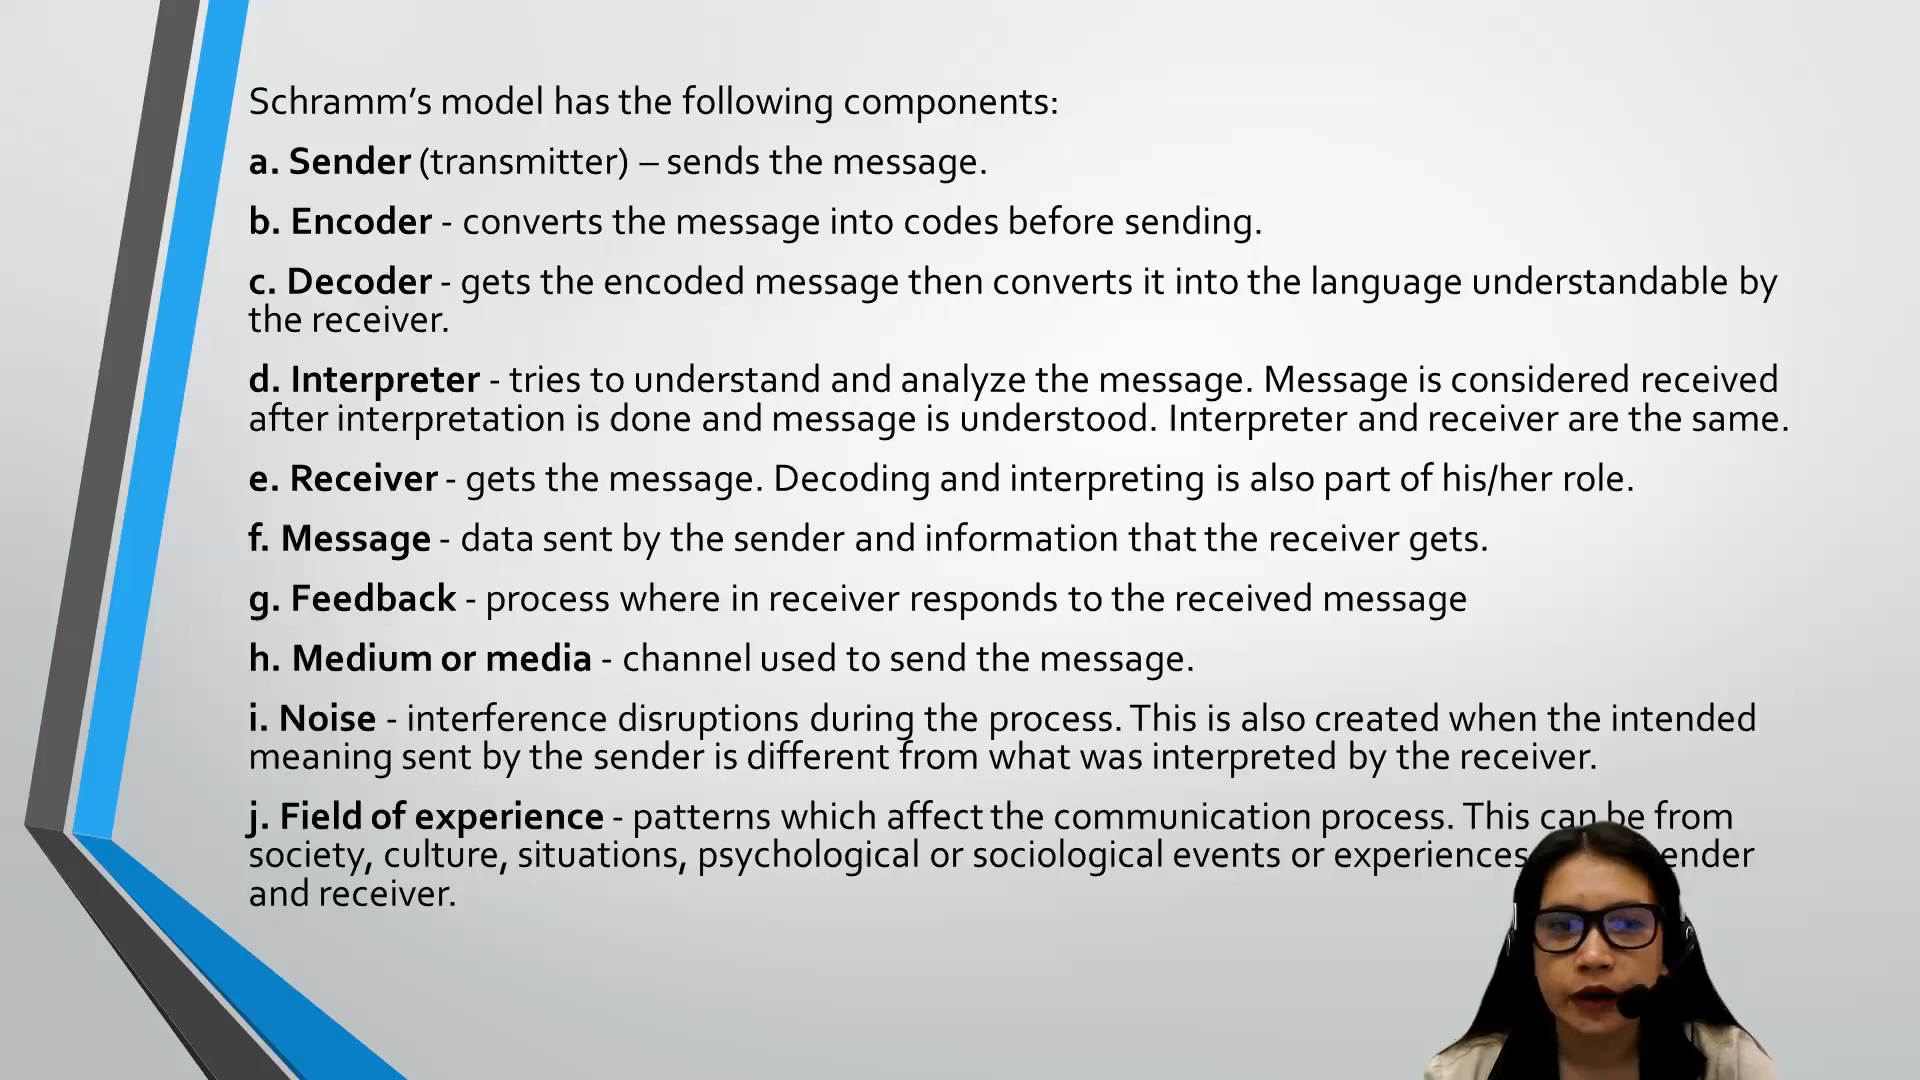 Schramm’s model has the following components:
a. Sender (transmitter) – sends the message.
b. Encoder - converts the message into codes before sending.
c. Decoder - gets the encoded message then converts it into the language understandable by
the receiver.
d. Interpreter - tries to understand and analyze the message. Message is considered received
after interpretation is done and message is understood. Interpreter and receiver are the same.
e. Receiver - gets the message. Decoding and interpreting is also part of his/her role.
f. Message - data sent by the sender and information that the receiver gets.
g. Feedback - process where in receiver responds to the received message
h. Medium or media - channel used to send the message.
i. Noise - interference disruptions during the process. This is also created when the intended
meaning sent by the sender is different from what was interpreted by the receiver.
j. Field of experience - patterns which affect the communication process. This can be from
society, culture, situations, psychological or sociological events or experiences
and receiver.